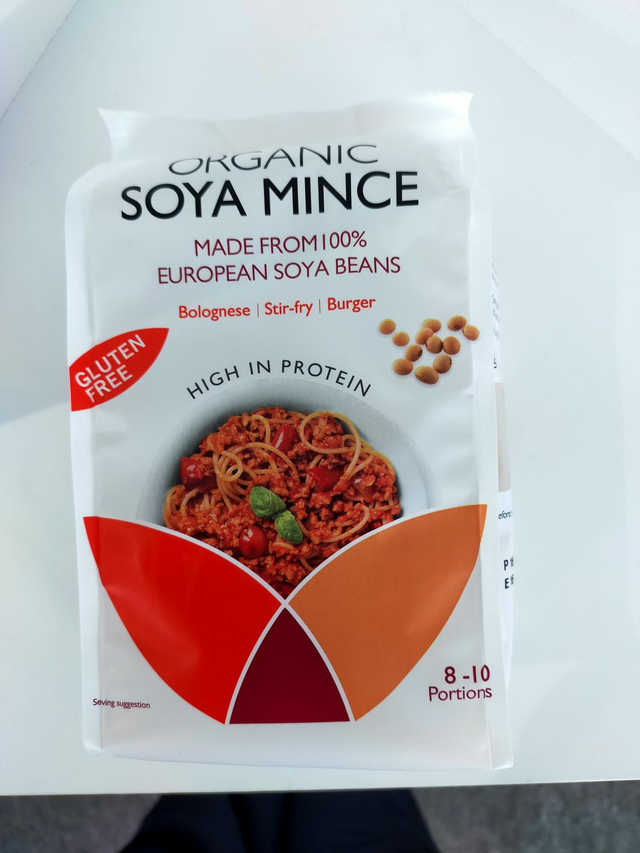 ORGANIC
SOYA MINCE
MADE FROM 100%
EUROPEAN SOYA BEANS
Bolognese | Stir-fry | Burger
GLUTEN
FREE
HIGH IN PROTEIN
8 -10
Portions
Serving suggestion
P
E